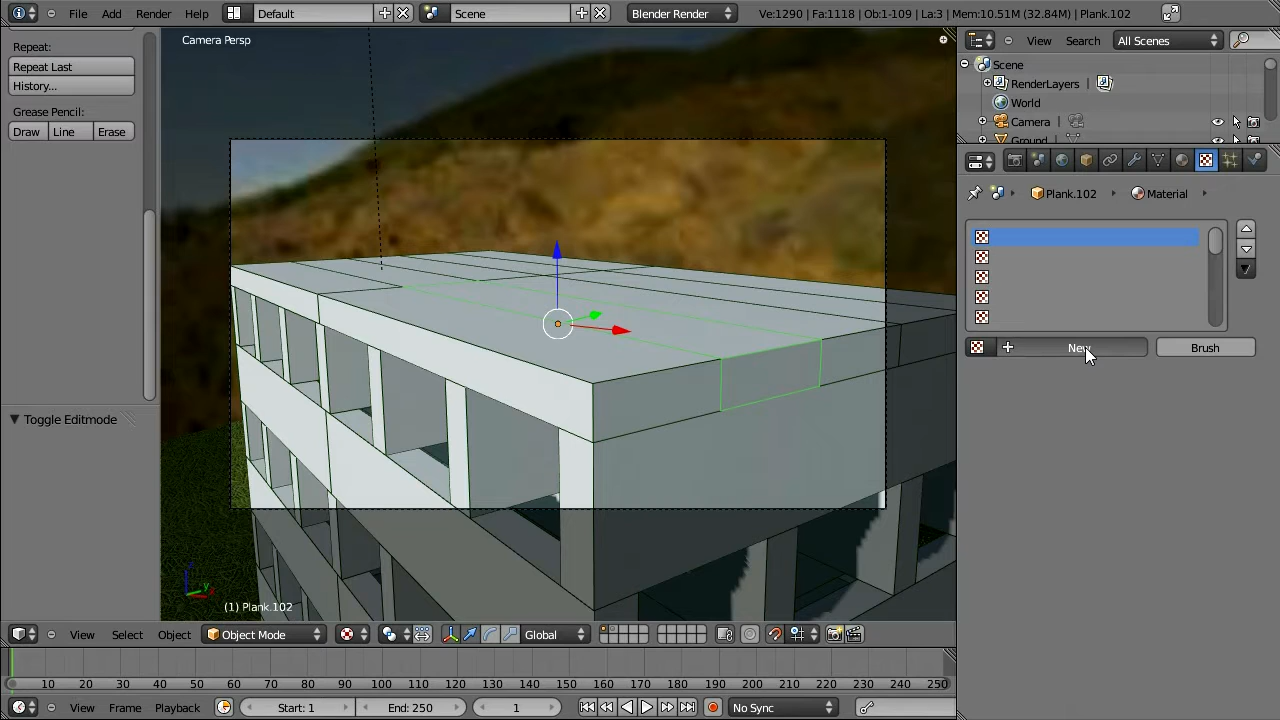 File Add Render Help Default Scene Blender Render Ve:1290 | Fa:1118 | Ob:1-109 | La:3 | Mem:10.51M (32.84M) | Plank.102
Camera Persp
View Search All Scenes
Repeat:
Repeat Last
History...
Grease Pencil:
Draw Line Erase
Toggle Editmode
Scene
RenderLayers
World
Camera
Ground
Plank.102 Material
New Brush
(1) Plank.102
View Select Object Object Mode Global
10 20 30 40 50 60 70 80 90 100 110 120 130 140 150 160 170 180 190 200 210 220 230 240 250
View Frame Playback Start: 1 End: 250 1 No Sync